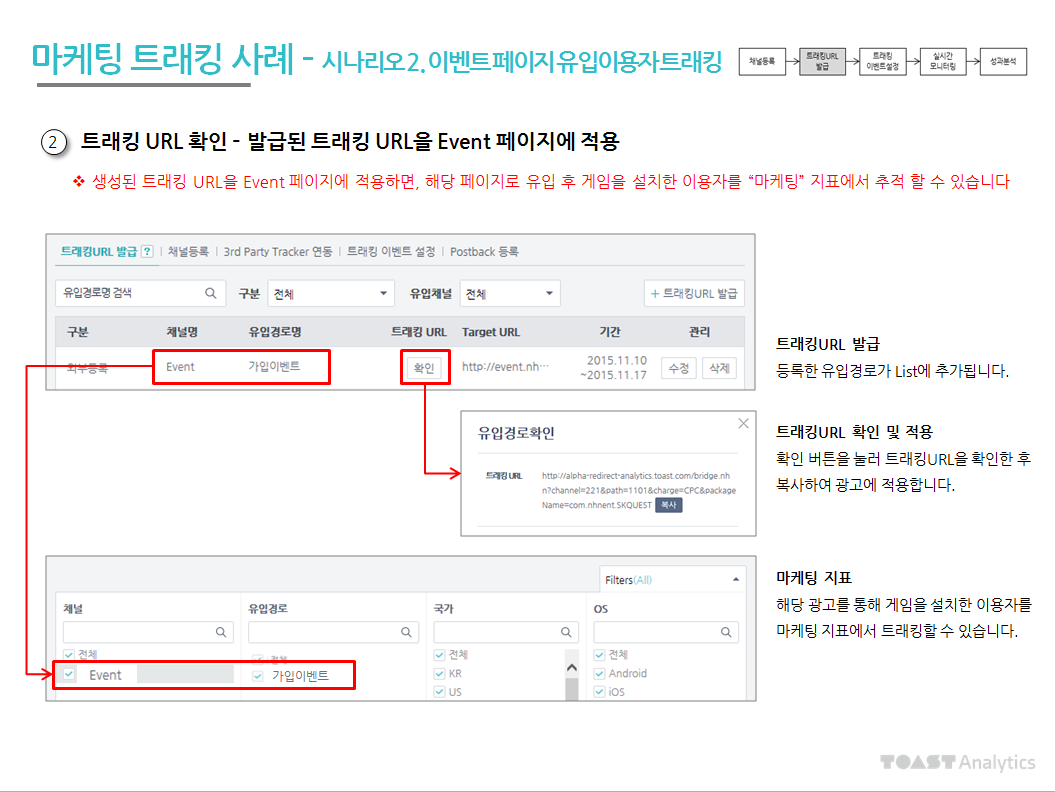 마케팅 트래킹 사례 - 시나리오2. 이벤트 페이지 유입 이용자 트래킹
채널등록
트래킹URL
발급
트래킹
이벤트설정
실시간
모니터링
성과분석
2 트래킹 URL 확인 - 발급된 트래킹 URL을 Event 페이지에 적용
❖ 생성된 트래킹 URL을 Event 페이지에 적용하면, 해당 페이지로 유입 후 게임을 설치한 이용자를 “마케팅” 지표에서 추적 할 수 있습니다
트래킹URL 발급 ? | 채널등록 | 3rd Party Tracker 연동 | 트래킹 이벤트 설정 | Postback 등록
유입경로명 검색 구분 전체 유입채널 전체 + 트래킹URL 발급
구분 채널명 유입경로명 트래킹 URL Target URL 기간 관리
외부등록 Event 가입이벤트 확인 http://event.nh··· 2015.11.10 ~2015.11.17 수정 삭제
트래킹URL 발급
등록한 유입경로가 List에 추가됩니다.
유입경로확인
트래킹 URL
http://alpha-redirect-analytics.toast.com/bridge.nh
n?channel=221&path=1101&charge=CPC&package
Name=com.nhnent.SKQUEST 복사
트래킹URL 확인 및 적용
확인 버튼을 눌러 트래킹URL을 확인한 후
복사하여 광고에 적용합니다.
Filters(All)
채널 유입경로 국가 OS
전체 전체 전체 전체
Event 가입이벤트 KR Android
US iOS
마케팅 지표
해당 광고를 통해 게임을 설치한 이용자를
마케팅 지표에서 트래킹할 수 있습니다.
TOAST Analytics